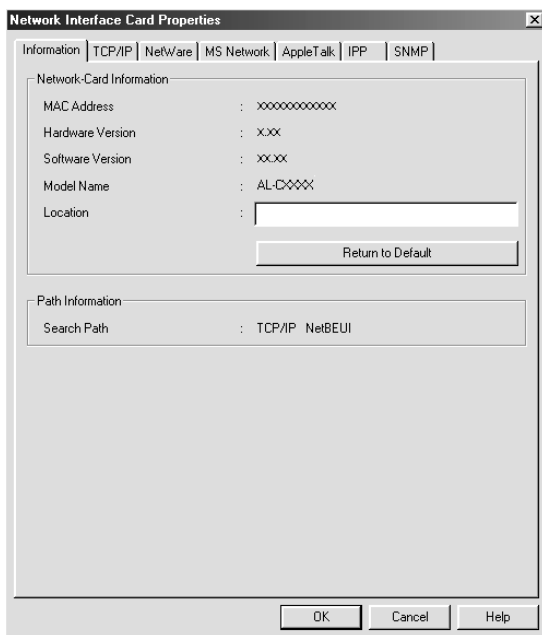 Network Interface Card Properties
Information TCP/IP NetWare MS Network AppleTalk IPP SNMP
Network-Card Information
MAC Address : XXXXXXXXXXXX
Hardware Version : X.XX
Software Version : XX.XX
Model Name : AL-CXXXX
Location :
Return to Default
Path Information
Search Path : TCP/IP NetBEUI
OK Cancel Help